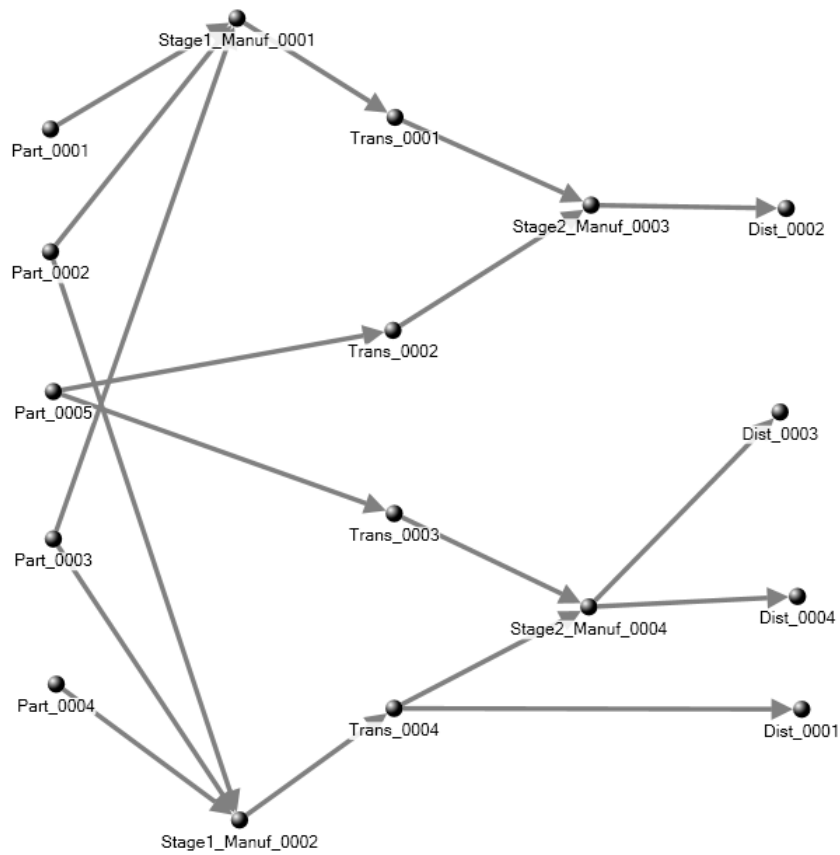 Stage1_Manuf_0001
Part_0001
Trans_0001
Part_0002
Stage2_Manuf_0003
Dist_0002
Trans_0002
Part_0005
Dist_0003
Trans_0003
Part_0003
Stage2_Manuf_0004
Dist_0004
Part_0004
Trans_0004
Dist_0001
Stage1_Manuf_0002